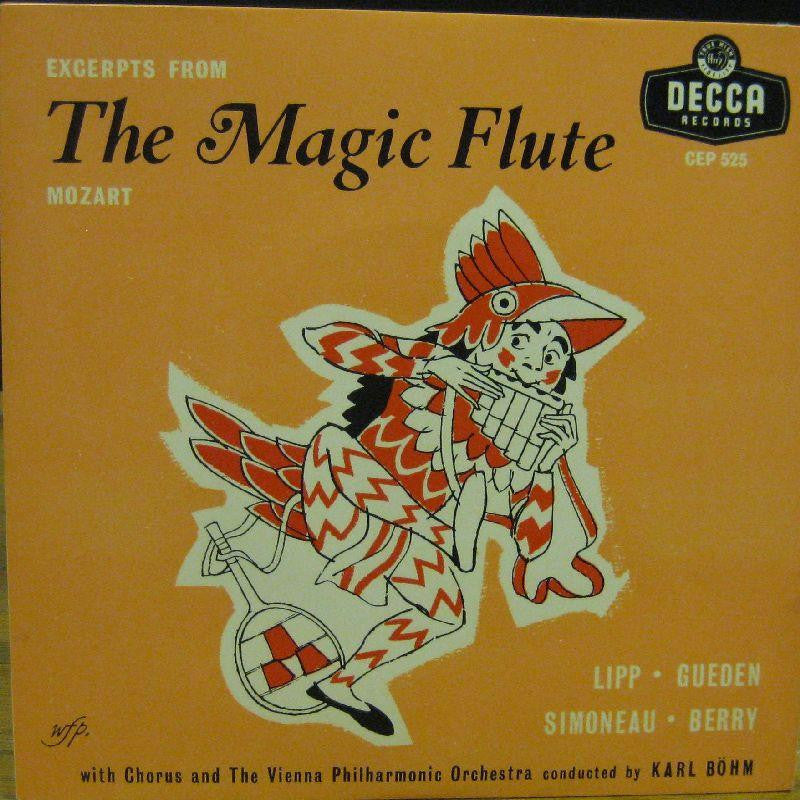 EXCERPTS FROM
The Magic Flute
MOZART
DECCA
RECORDS
CEP 525
LIPP • GUEDEN
SIMONEAU • BERRY
wfp.
with Chorus and The Vienna Philharmonic Orchestra conducted by KARL BÖHM